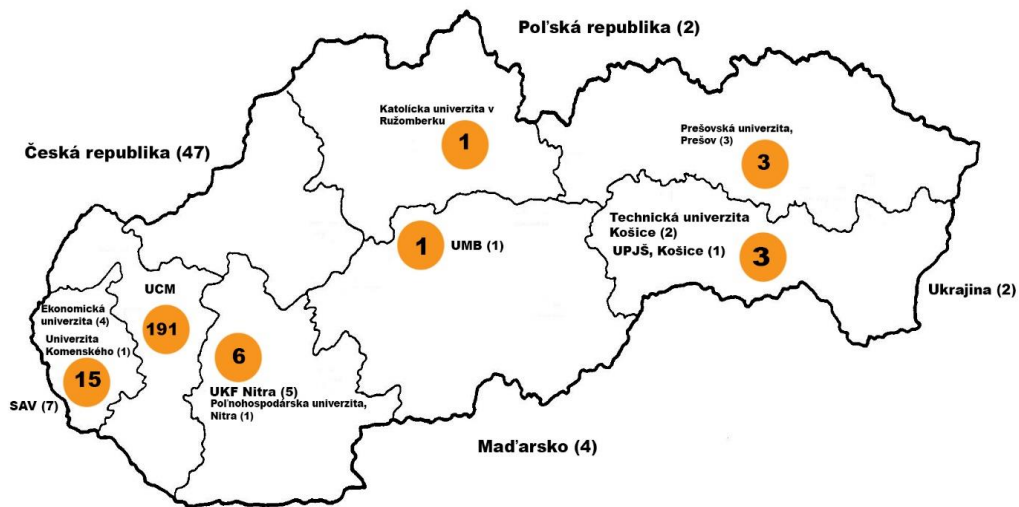 Poľská republika (2)
Katolícka univerzita v
Ružomberku
1
Prešovská univerzita,
Prešov (3)
3
Česká republika (47)
Technická univerzita
Košice (2)
UPJŠ, Košice (1)
3
1
UMB (1)
Ukrajina (2)
UCM
191
Ekonomická
univerzita (4)
Univerzita
Komenského (1)
15
SAV (7)
6
UKF Nitra (5)
Poľnohospodárska univerzita,
Nitra (1)
Maďarsko (4)